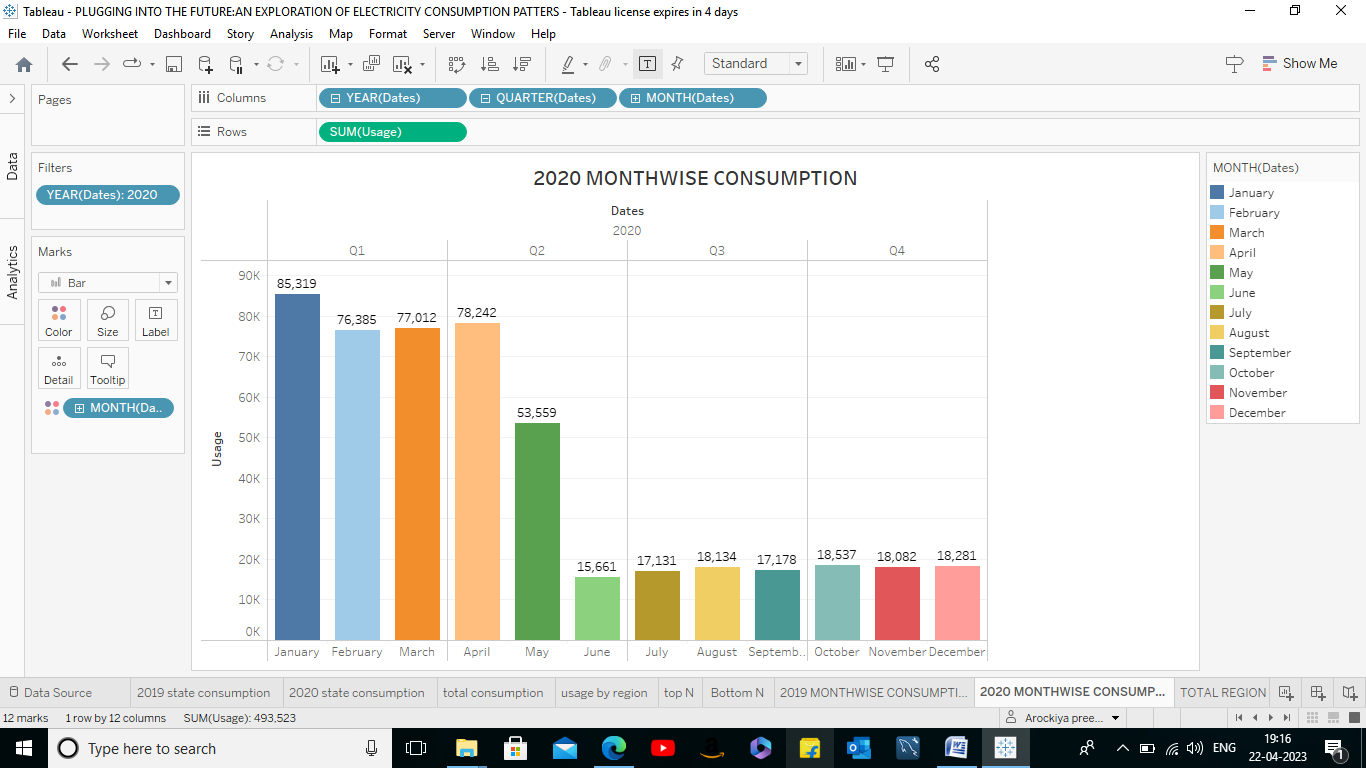 Tableau - PLUGGING INTO THE FUTURE:AN EXPLORATION OF ELECTRICITY CONSUMPTION PATTERS - Tableau license expires in 4 days
File Data Worksheet Dashboard Story Analysis Map Format Server Window Help
Standard
Show Me
Pages
Columns
YEAR(Dates)
QUARTER(Dates)
MONTH(Dates)
Rows
SUM(Usage)
Data
Analytics
Filters
YEAR(Dates): 2020
Marks
Bar
Color
Size
Label
Detail
Tooltip
MONTH(Da..
2020 MONTHWISE CONSUMPTION
Dates
2020
Q1 Q2 Q3 Q4
Usage
90K
80K
70K
60K
50K
40K
30K
20K
10K
0K
85,319
76,385
77,012
78,242
53,559
15,661
17,131
18,134
17,178
18,537
18,082
18,281
January February March April May June July August Septemb.. October November December
MONTH(Dates)
January
February
March
April
May
June
July
August
September
October
November
December
Data Source
2019 state consumption
2020 state consumption
total consumption
usage by region
top N
Bottom N
2019 MONTHWISE CONSUMPTI...
2020 MONTHWISE CONSUMP...
TOTAL REGION
12 marks 1 row by 12 columns SUM(Usage): 493,523
Arockiya pree...
Type here to search
ENG
19:16
22-04-2023
1